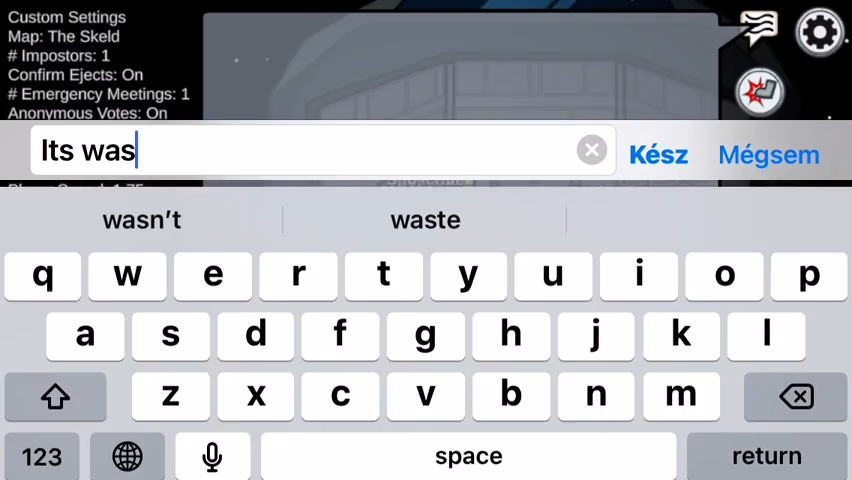 Custom Settings
Map: The Skeld
# Impostors: 1
Confirm Ejects: On
# Emergency Meetings: 1
Anonymous Votes: On
Its was
Kész
Mégsem
wasn't
waste
q w e r t y u i o p
a s d f g h j k l
z x c v b n m
123
space
return